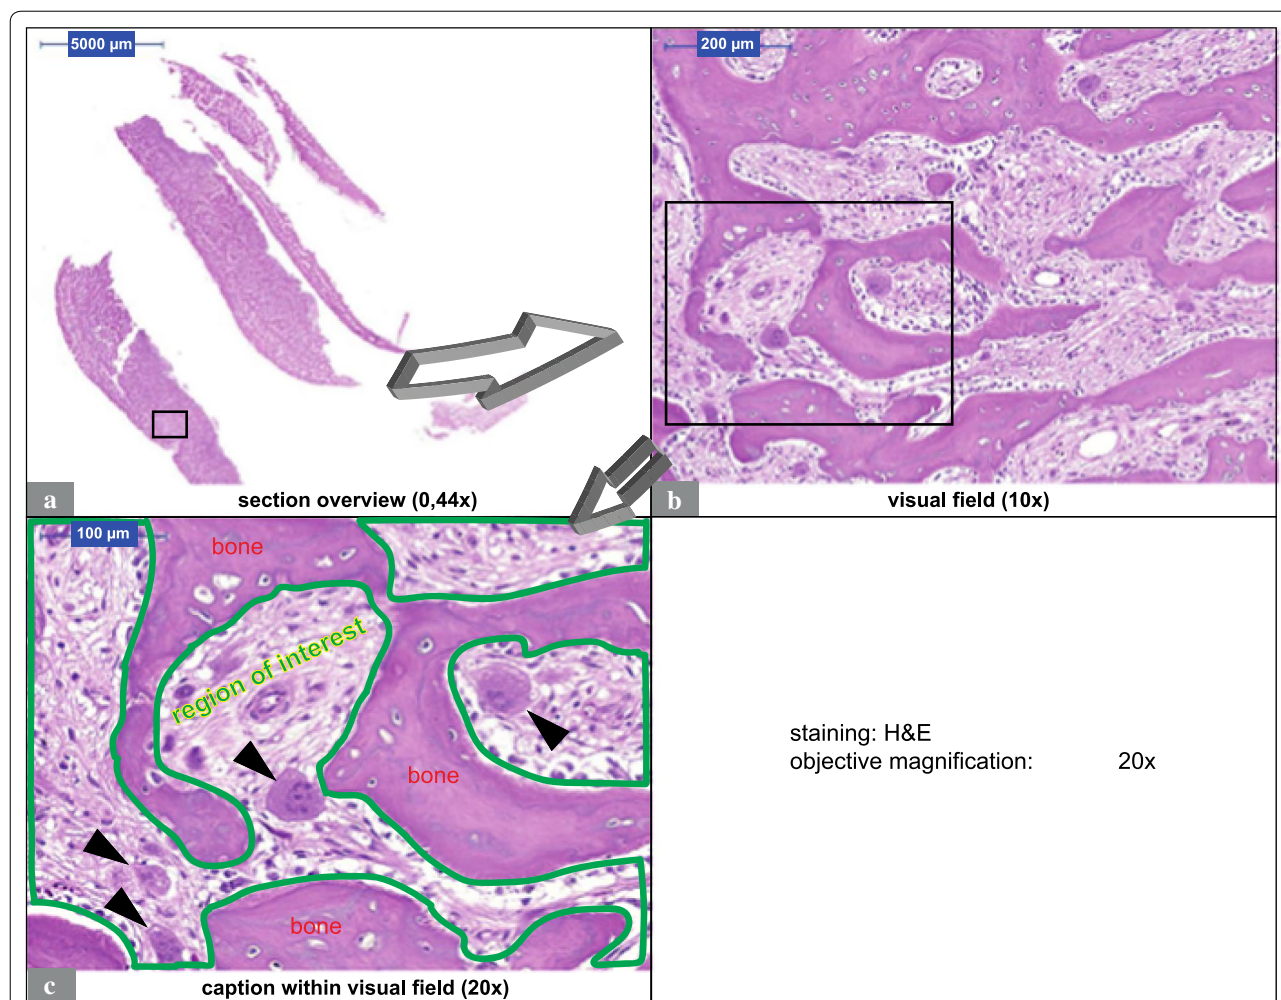 5000 µm
a
section overview (0,44x)
200 µm
b
visual field (10x)
100 µm
bone
region of interest
bone
bone
c
caption within visual field (20x)
staining: H&E
objective magnification: 20x